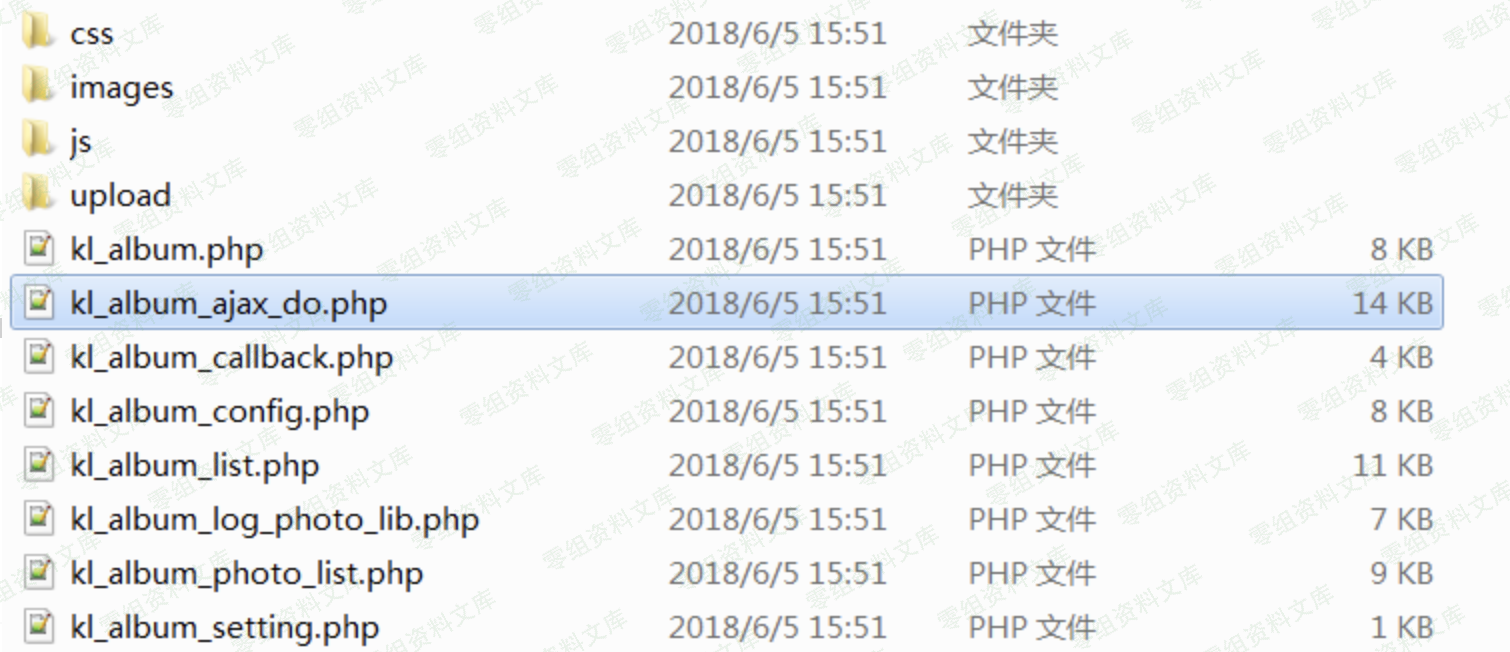 css 2018/6/5 15:51 文件夹
images 2018/6/5 15:51 文件夹
js 2018/6/5 15:51 文件夹
upload 2018/6/5 15:51 文件夹
kl_album.php 2018/6/5 15:51 PHP 文件 8 KB
kl_album_ajax_do.php 2018/6/5 15:51 PHP 文件 14 KB
kl_album_callback.php 2018/6/5 15:51 PHP 文件 4 KB
kl_album_config.php 2018/6/5 15:51 PHP 文件 8 KB
kl_album_list.php 2018/6/5 15:51 PHP 文件 11 KB
kl_album_log_photo_lib.php 2018/6/5 15:51 PHP 文件 7 KB
kl_album_photo_list.php 2018/6/5 15:51 PHP 文件 9 KB
kl_album_setting.php 2018/6/5 15:51 PHP 文件 1 KB
零组资料文库